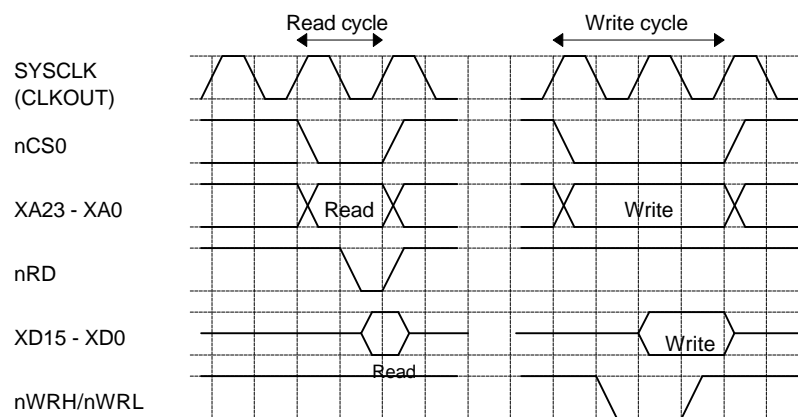 Read cycle Write cycle
SYSCLK
(CLKOUT)
nCS0
XA23 - XA0 Read Write
nRD
XD15 - XD0 Write
Read
nWRH/nWRL